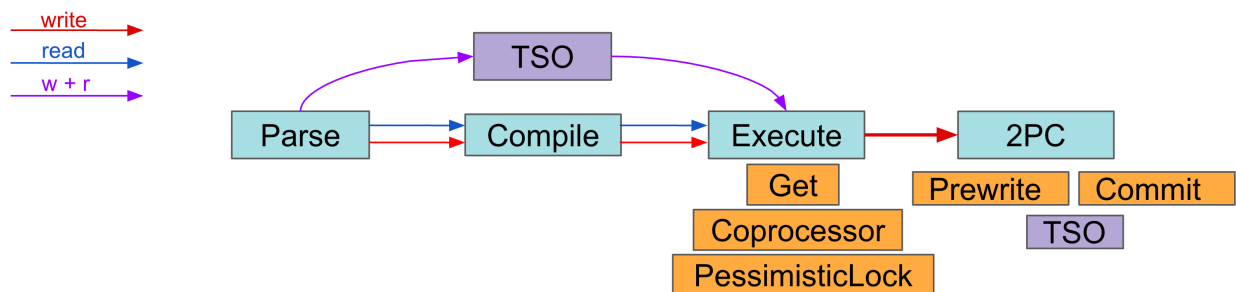 write
read
w + r
TSO
Parse
Compile
Execute
2PC
Get
Coprocessor
PessimisticLock
Prewrite
Commit
TSO